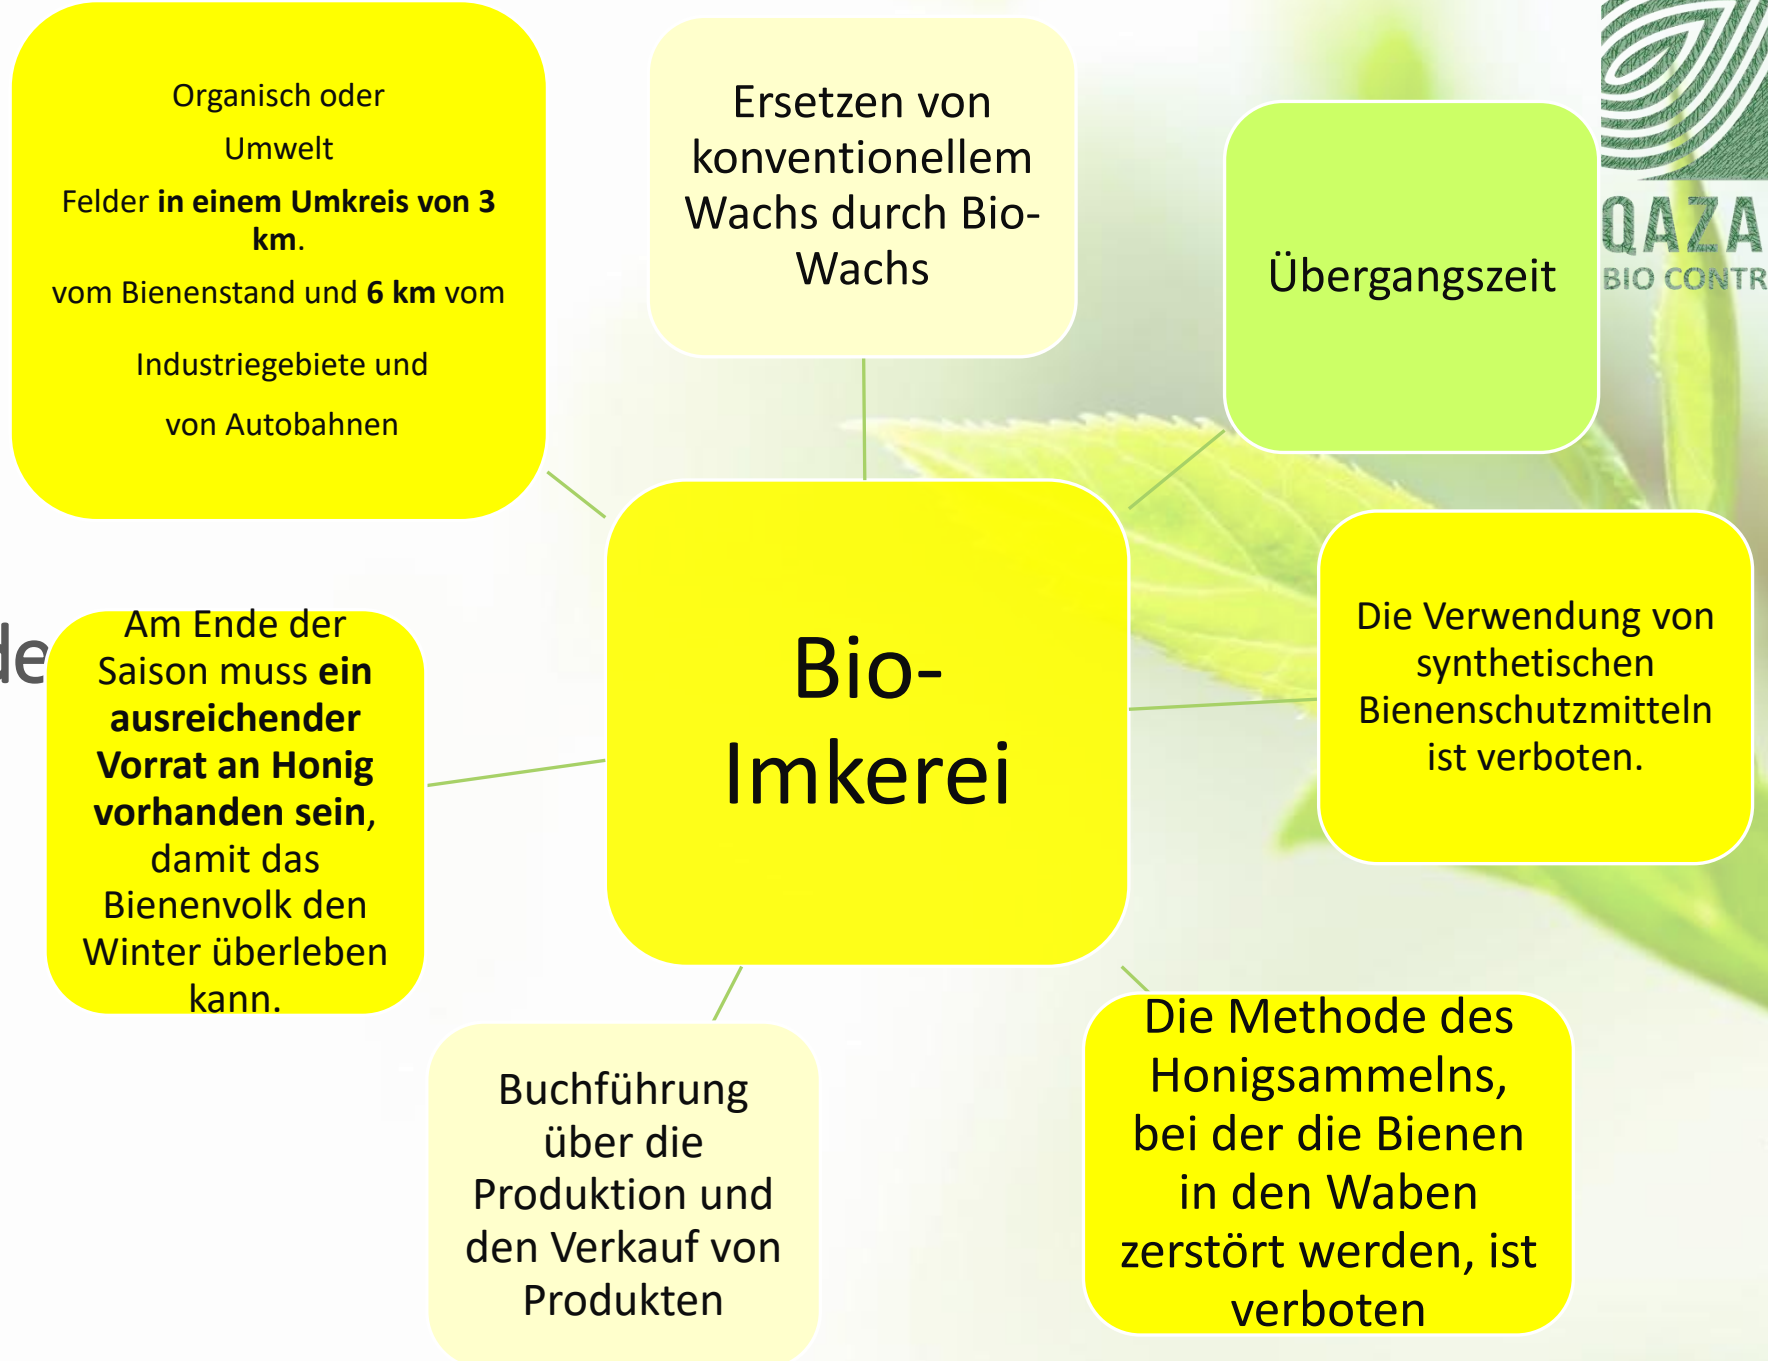 Organisch oder
Umwelt
Felder in einem Umkreis von 3
km.
vom Bienenstand und 6 km vom
Industriegebiete und
von Autobahnen
Ersetzen von
konventionellem
Wachs durch Bio-
Wachs
Übergangszeit
QAZA
BIO CONTR
Bio-
Imkerei
Die Verwendung von
synthetischen
Bienenschutzmitteln
ist verboten.
de
Am Ende der
Saison muss ein
ausreichender
Vorrat an Honig
vorhanden sein,
damit das
Bienenvolk den
Winter überleben
kann.
Buchführung
über die
Produktion und
den Verkauf von
Produkten
Die Methode des
Honigsammelns,
bei der die Bienen
in den Waben
zerstört werden, ist
verboten